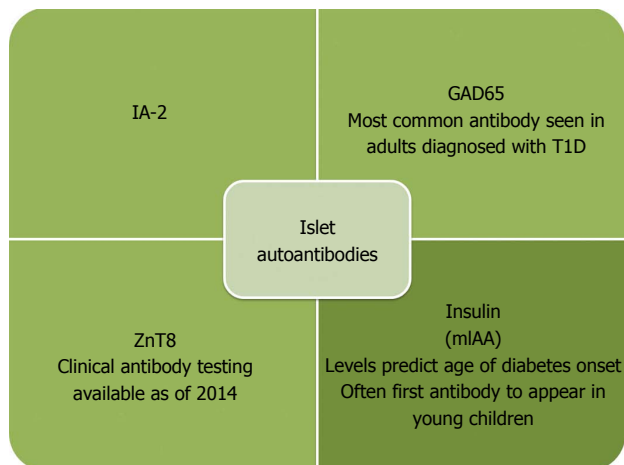 IA-2
GAD65
Most common antibody seen in
adults diagnosed with T1D
Islet
autoantibodies
ZnT8
Clinical antibody testing
available as of 2014
Insulin
(mIAA)
Levels predict age of diabetes onset
Often first antibody to appear in
young children